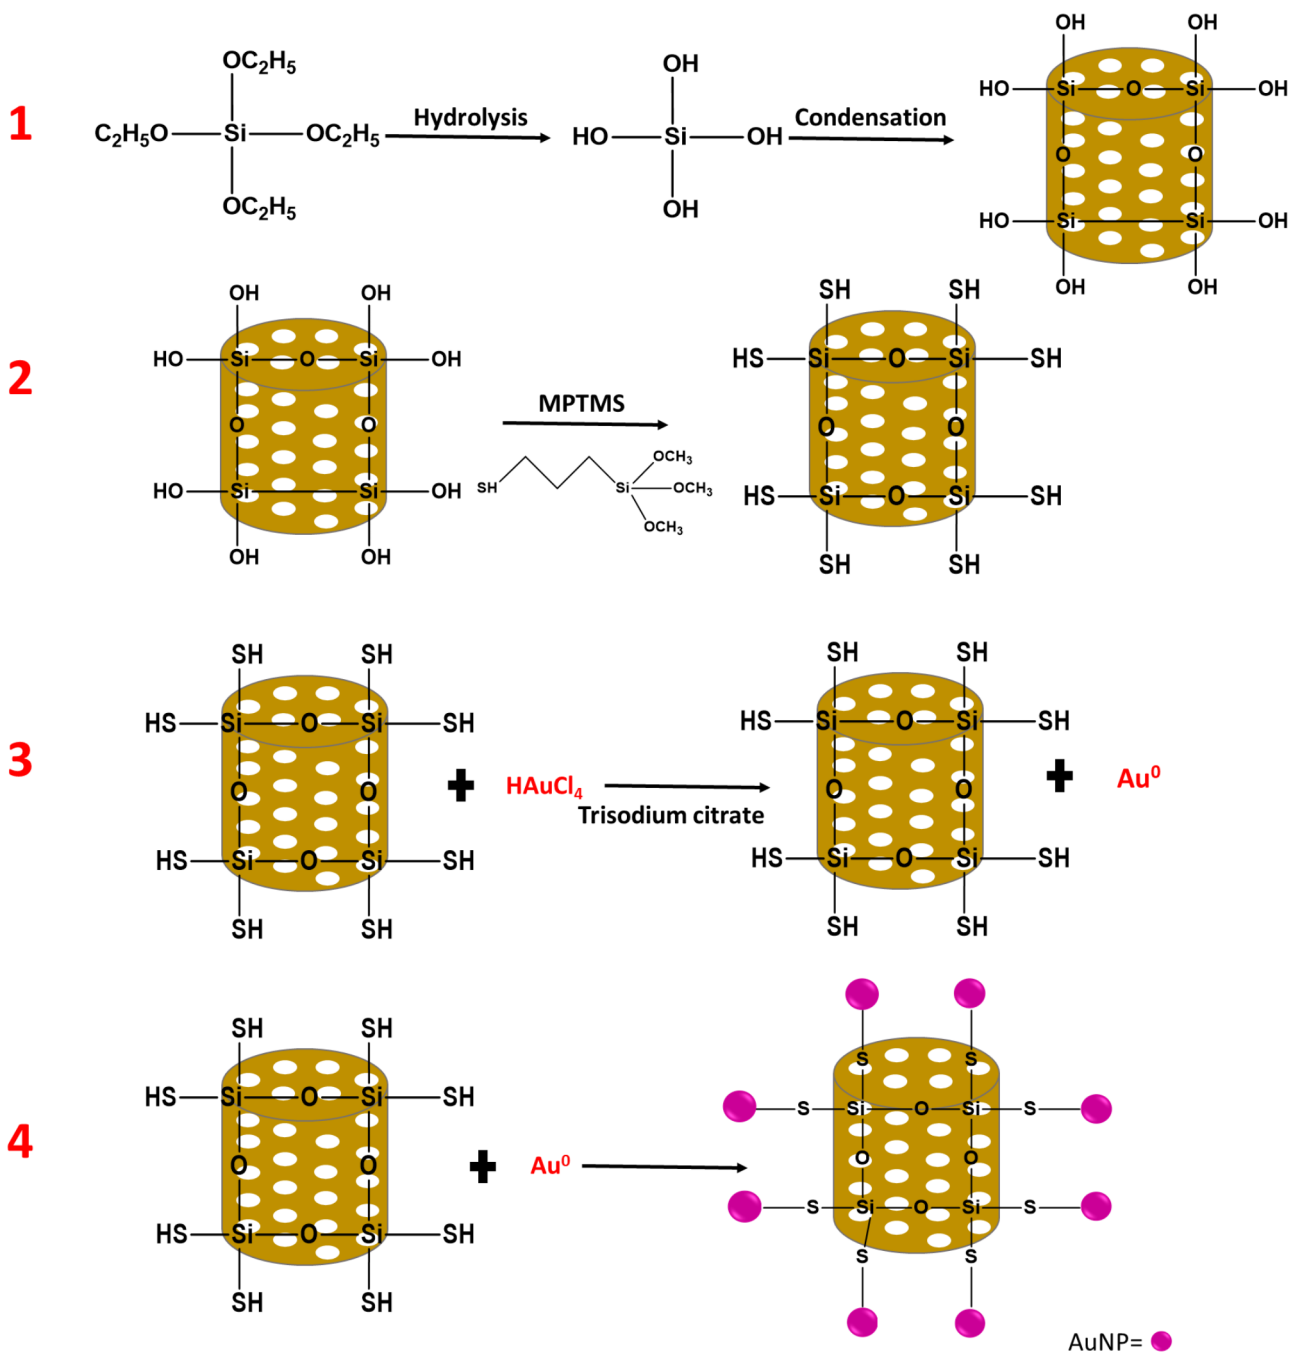 1
OC₂H₅
C₂H₅O Si OC₂H₅
OC₂H₅
Hydrolysis
OH
HO Si OH
OH
Condensation
OH OH
HO Si O Si OH
O O
HO Si Si OH
OH OH
2
OH OH
HO Si O Si OH
O O
HO Si Si OH
OH OH
MPTMS
SH Si OCH₃
OCH₃
OCH₃
SH SH
HS Si O Si SH
O O
HS Si O Si SH
SH SH
3
SH SH
HS Si O Si SH
O O
HS Si O Si SH
SH SH
+
HAuCl₄
Trisodium citrate
SH SH
HS Si O Si SH
O O
HS Si O Si SH
SH SH
+
Au⁰
4
SH SH
HS Si O Si SH
O O
HS Si O Si SH
SH SH
+
Au⁰
S S
S Si O Si S
O O
S Si O Si S
S S
AuNP=